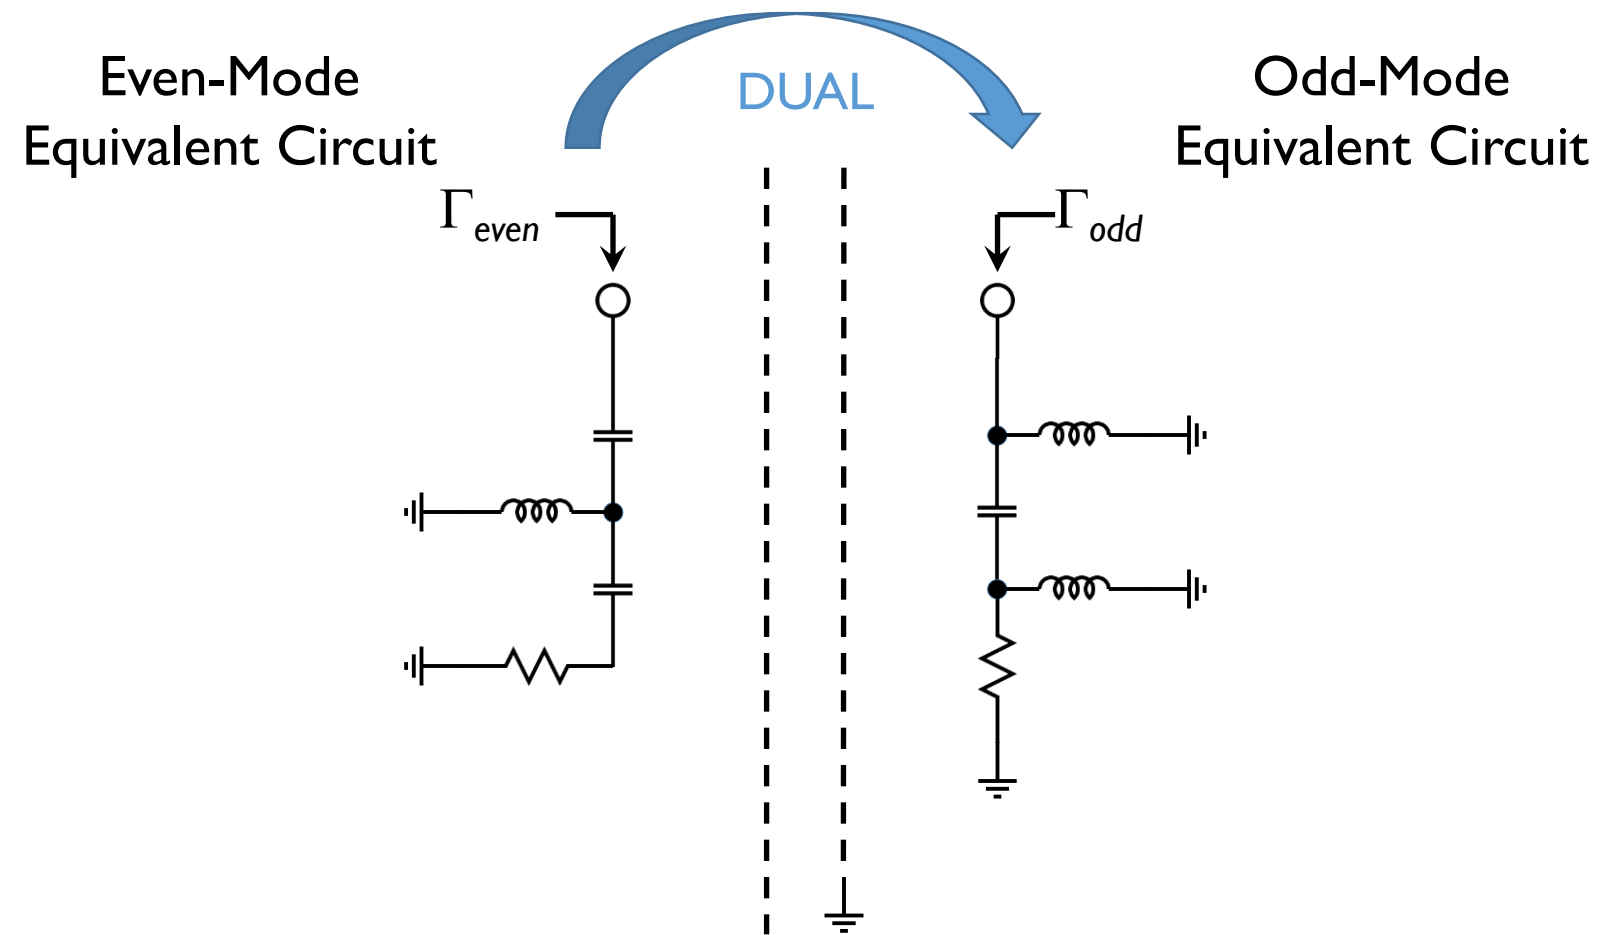 Even-Mode
Equivalent Circuit
DUAL
Odd-Mode
Equivalent Circuit
Γeven
Γodd